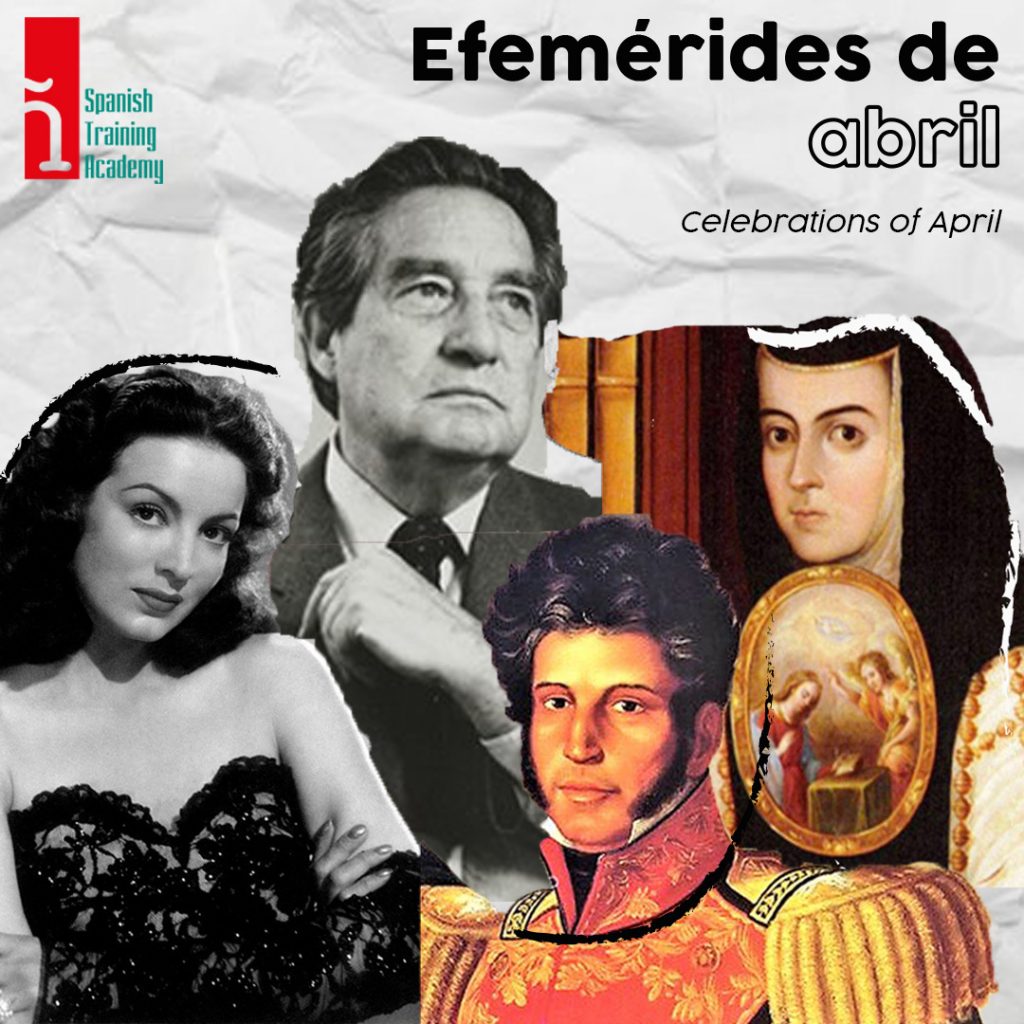 Spanish
Training
Academy
Efemérides de
abril
Celebrations of April